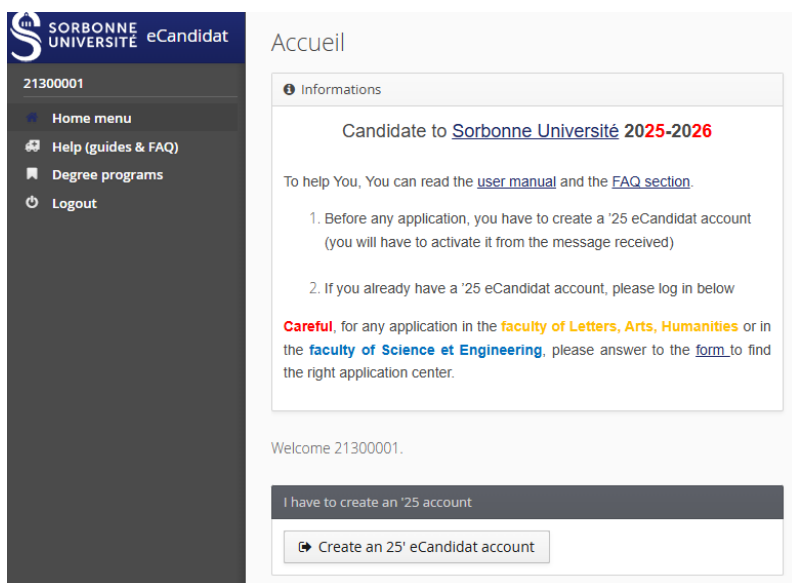 SORBONNE
UNIVERSITÉ eCandidat
21300001
Home menu
Help (guides & FAQ)
Degree programs
Logout
Accueil
Informations
Candidate to Sorbonne Université 2025-2026
To help You, You can read the user manual and the FAQ section.
1. Before any application, you have to create a '25 eCandidat account
(you will have to activate it from the message received)
2. If you already have a '25 eCandidat account, please log in below
Careful, for any application in the faculty of Letters, Arts, Humanities or in
the faculty of Science et Engineering, please answer to the form to find
the right application center.
Welcome 21300001.
I have to create an '25 account
Create an 25' eCandidat account